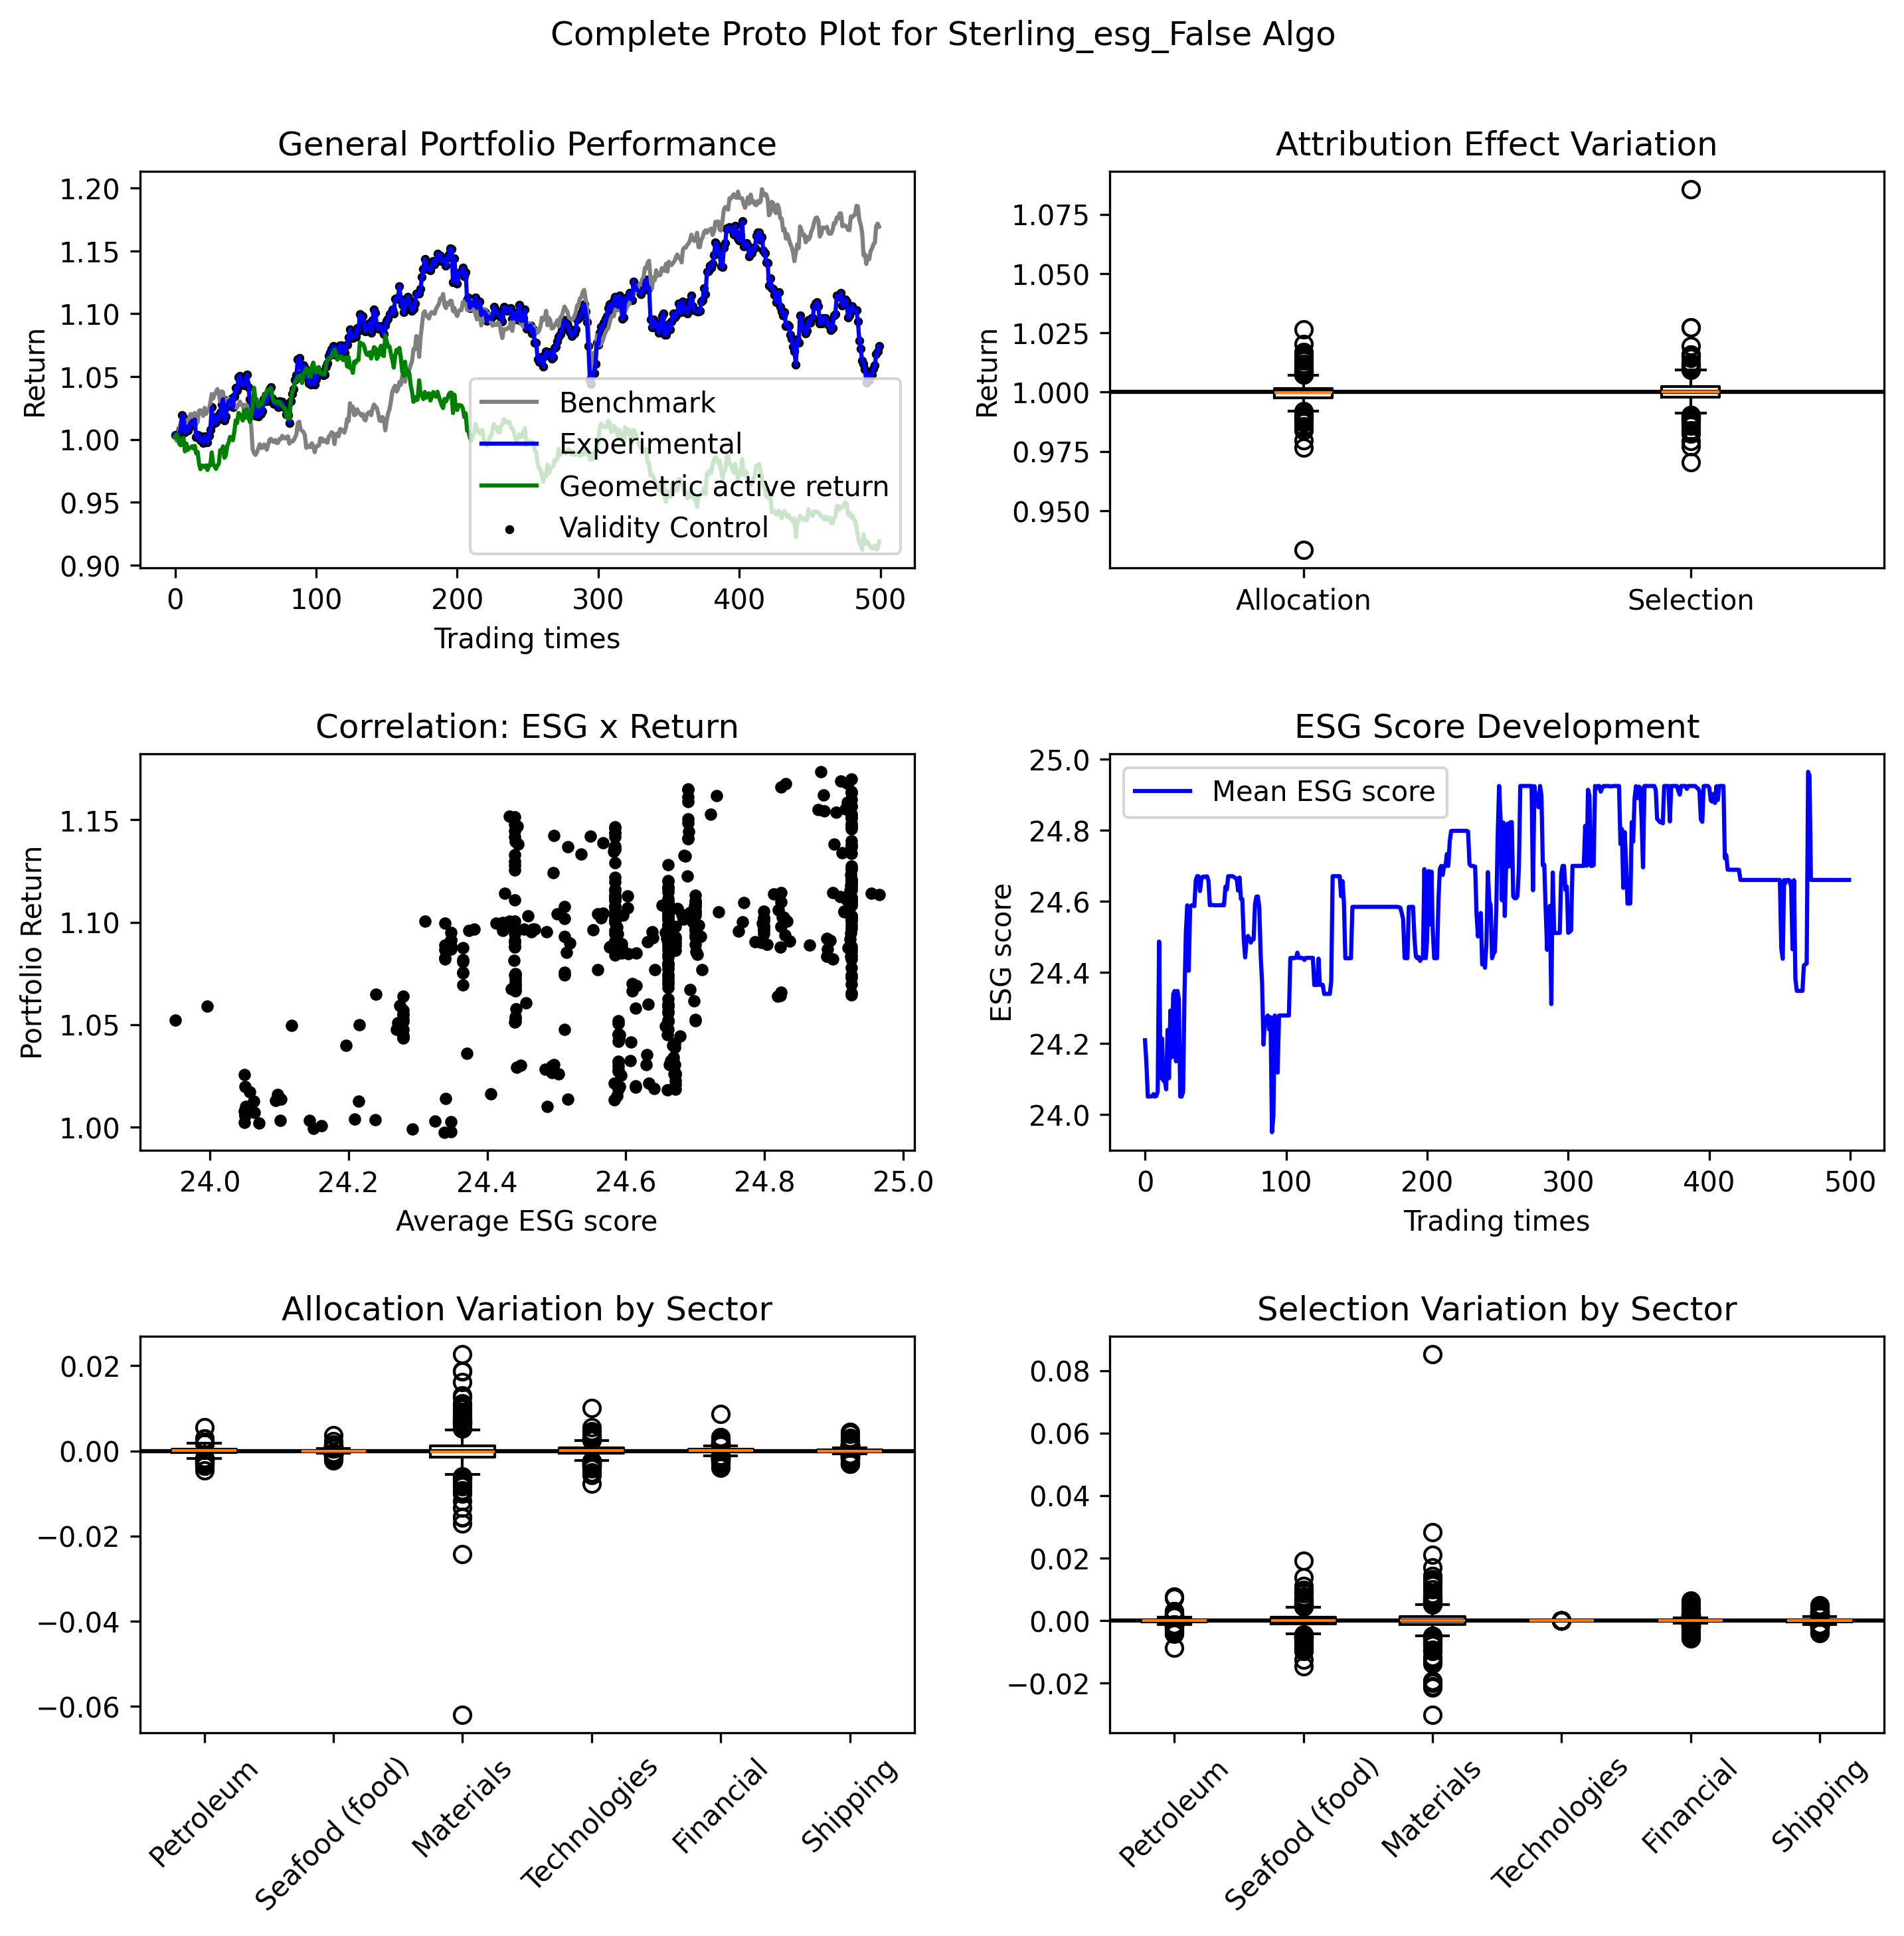 Complete Proto Plot for Sterling_esg_False Algo
General Portfolio Performance
Return
1.20
1.15
1.10
1.05
1.00
0.95
0.90
Benchmark
Experimental
Geometric active return
Validity Control
0
100
200
300
400
500
Trading times
Attribution Effect Variation
Return
1.075
1.050
1.025
1.000
0.975
0.950
Allocation
Selection
Correlation: ESG x Return
Portfolio Return
1.15
1.10
1.05
1.00
24.0
24.2
24.4
24.6
24.8
25.0
Average ESG score
ESG Score Development
ESG score
25.0
24.8
24.6
24.4
24.2
24.0
Mean ESG score
0
100
200
300
400
500
Trading times
Allocation Variation by Sector
0.02
0.00
−0.02
−0.04
−0.06
Petroleum
Seafood (food)
Materials
Technologies
Financial
Shipping
Selection Variation by Sector
0.08
0.06
0.04
0.02
0.00
−0.02
Petroleum
Seafood (food)
Materials
Technologies
Financial
Shipping